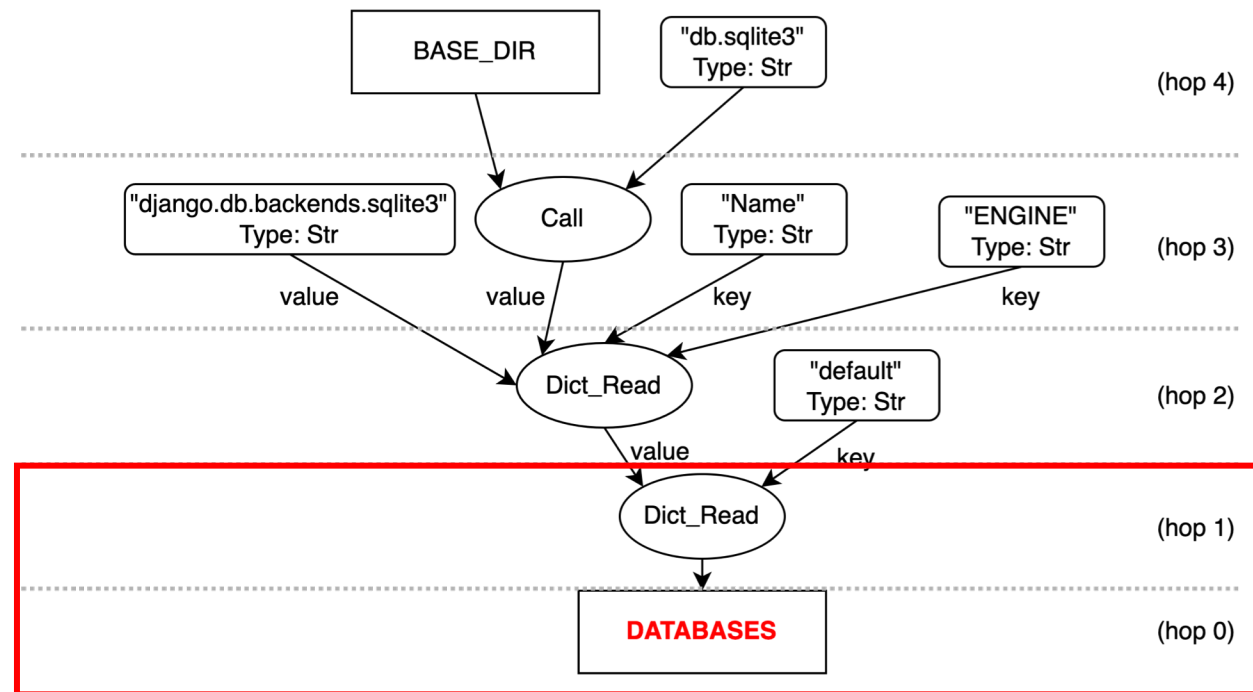 BASE_DIR
"db.sqlite3"
Type: Str
(hop 4)
"django.db.backends.sqlite3"
Type: Str
Call
"Name"
Type: Str
"ENGINE"
Type: Str
(hop 3)
value
value
key
key
Dict_Read
"default"
Type: Str
(hop 2)
value
key
Dict_Read
(hop 1)
DATABASES
(hop 0)